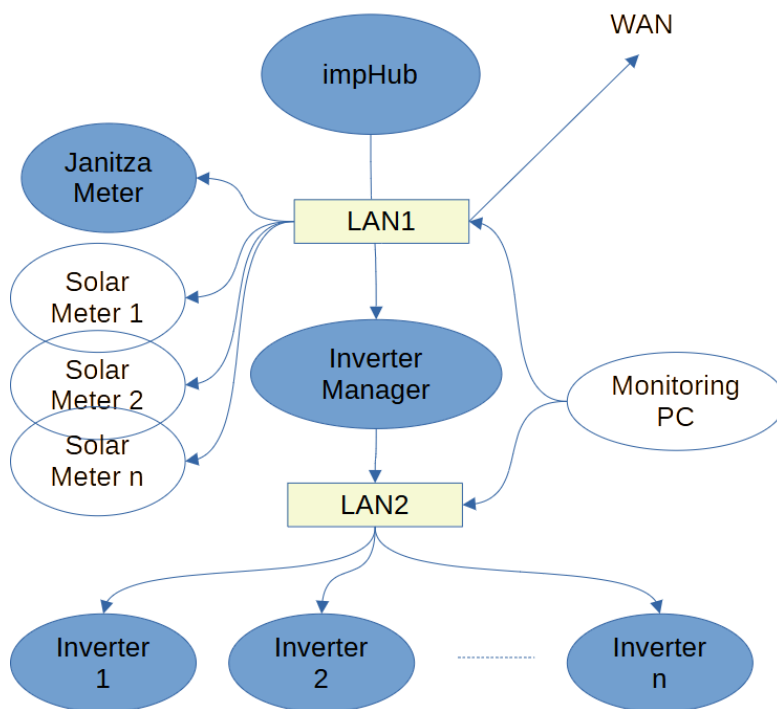 WAN
impHub
Janitza
Meter
LAN1
Solar
Meter 1
Inverter
Manager
Solar
Meter 2
Monitoring
PC
Solar
Meter n
LAN2
Inverter
1
Inverter
2
Inverter
n